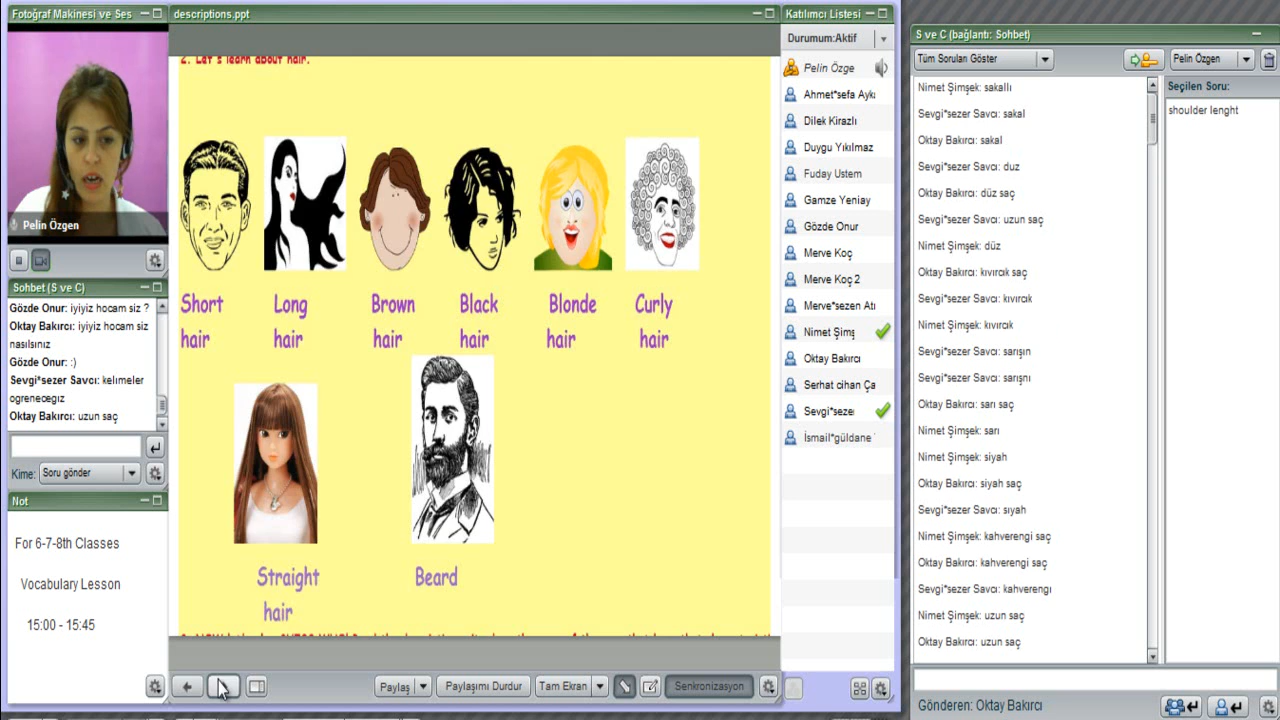 Fotoğraf Makinesi ve Ses
Pelin Özgen
Sohbet (S ve C)
Gözde Onur: iyiyiz hocam siz ?
Oktay Bakırcı: iyiyiz hocam siz
nasılsınız
Gözde Onur: :)
Sevgi*sezer Savcı: kelımeler
ogrenecegız
Oktay Bakırcı: uzun saç
Kime: Soru gönder
Not
For 6-7-8th Classes
Vocabulary Lesson
15:00 - 15:45
descriptions.ppt
2. Let's learn about hair.
Short Long Brown Black Blonde Curly
hair hair hair hair hair hair
Straight Beard
hair
Paylaş Paylaşımı Durdur Tam Ekran Senkronizasyon
Katılımcı Listesi
Durumum:Aktif
Pelin Özge
Ahmet*sefa Aykı
Dilek Kirazlı
Duygu Yıkılmaz
Fuday Ustem
Gamze Yeniay
Gözde Onur
Merve Koç
Merve Koç 2
Merve*sezen Atı
Nimet Şimş
Oktay Bakırcı
Serhat cihan Ça
Sevgi*seze
İsmail*güldane
S ve C (bağlantı: Sohbet)
Tüm Soruları Göster Pelin Özgen
Nimet Şimşek: sakallı
Sevgi*sezer Savcı: sakal
Oktay Bakırcı: sakal
Sevgi*sezer Savcı: duz
Oktay Bakırcı: düz saç
Sevgi*sezer Savcı: uzun saç
Nimet Şimşek: düz
Oktay Bakırcı: kıvırcık saç
Sevgi*sezer Savcı: kıvırcık
Nimet Şimşek: kıvırcık
Sevgi*sezer Savcı: sarışın
Sevgi*sezer Savcı: sarışnı
Oktay Bakırcı: sarı saç
Nimet Şimşek: sarı
Nimet Şimşek: siyah
Oktay Bakırcı: siyah saç
Sevgi*sezer Savcı: sıyah
Nimet Şimşek: kahverengi saç
Oktay Bakırcı: kahverengi saç
Sevgi*sezer Savcı: kahverengı
Nimet Şimşek: uzun saç
Oktay Bakırcı: uzun saç
Seçilen Soru:
shoulder lenght
Gönderen: Oktay Bakırcı